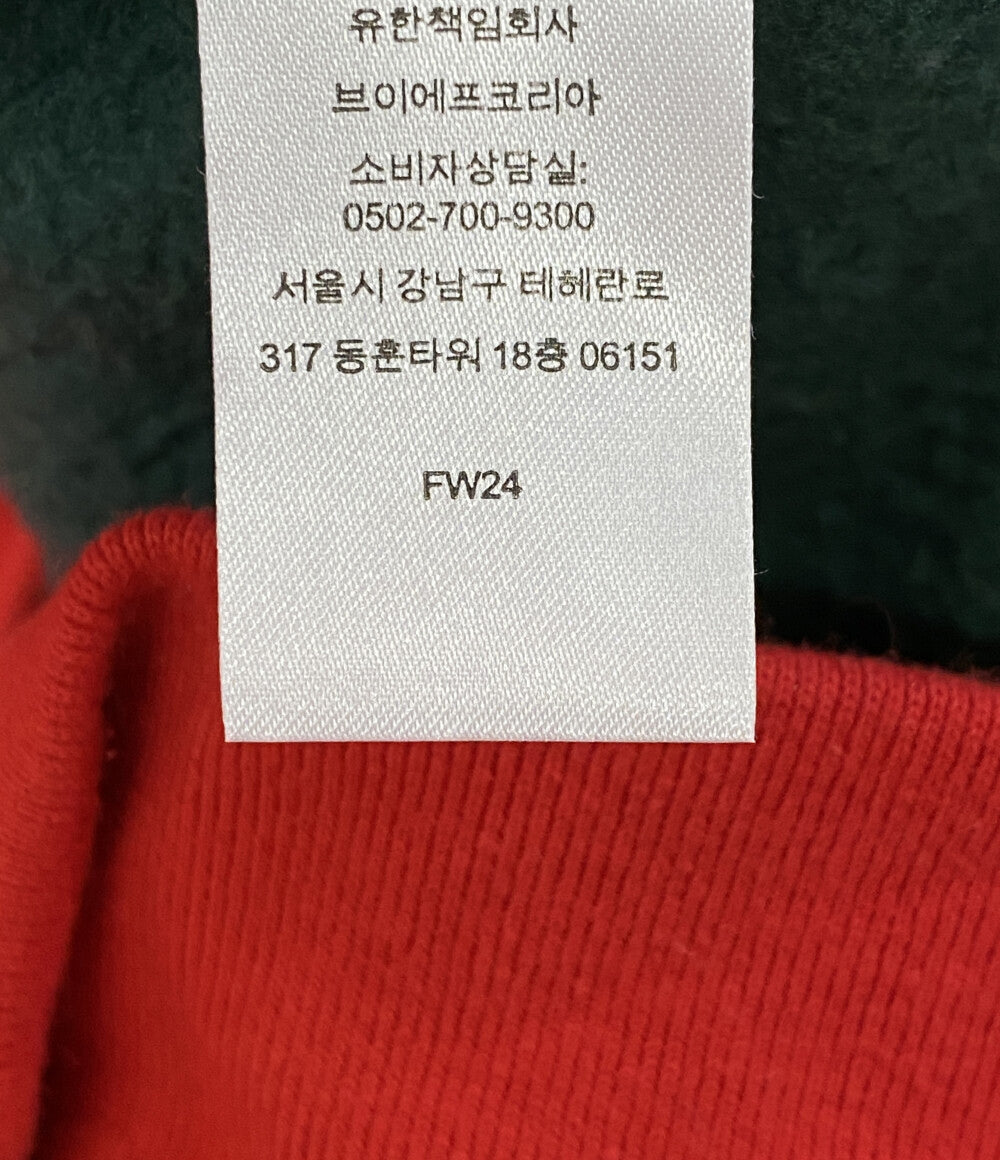 유한책임회사
브이에프코리아
소비자상담실:
0502-700-9300
서울시 강남구 테헤란로
317 동훈타워 18층 06151
FW24